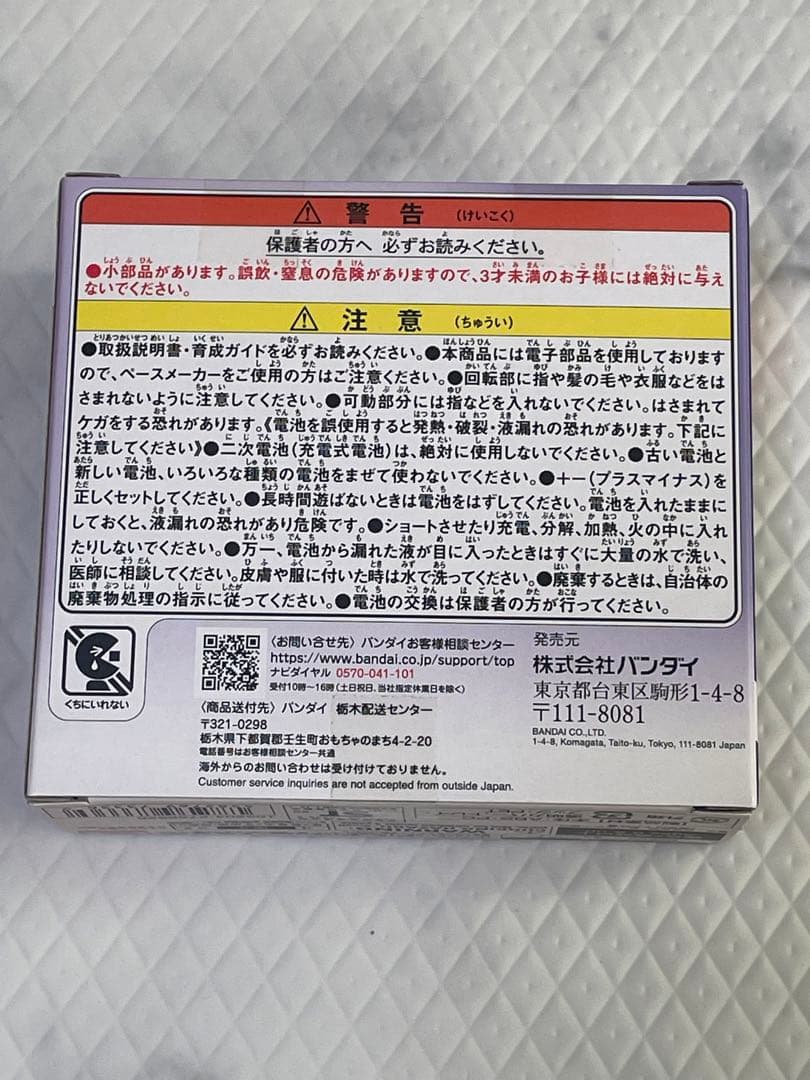 警告 (けいこく)
保護者の方へ 必ずお読みください。
●小部品があります。誤飲・窒息の危険がありますので、3才未満のお子様には絶対に与え
ないでください。
注意 (ちゅうい)
●取扱説明書・育成ガイドを必ずお読みください。●本商品には電子部品を使用しております
ので、ペースメーカーをご使用の方はご注意ください。●回転部に指や髪の毛や衣服などをは
さまれないように注意してください。●可動部分には指などを入れないでください。はさまれて
ケガをする恐れがあります。《電池を誤使用すると発熱・破裂・液漏れの恐れがあります。下記に
注意してください》●二次電池(充電式電池)は、絶対に使用しないでください。●古い電池と
新しい電池、いろいろな種類の電池をまぜて使わないでください。●+-(プラスマイナス)を
正しくセットしてください。●長時間遊ばないときは電池をはずしてください。電池を入れたままに
しておくと、液漏れの恐れがあり危険です。●ショートさせたり充電、分解、加熱、火の中に入れ
たりしないでください。●万一、電池から漏れた液が目に入ったときはすぐに大量の水で洗い、
医師に相談してください。皮膚や服に付いた時は水で洗ってください。●廃棄するときは、自治体の
廃棄物処理の指示に従ってください。●電池の交換は保護者の方が行ってください。
くちにいれない
〈お問い合せ先〉バンダイお客様相談センター
https://www.bandai.co.jp/support/top
ナビダイヤル 0570-041-101
受付10時~16時(土日祝日、当社指定休業日を除く)
〈商品送付先〉バンダイ 栃木配送センター
〒321-0298
栃木県下都賀郡壬生町おもちゃのまち4-2-20
電話番号はお客様相談センター共通
海外からのお問い合わせは受け付けておりません。
Customer service inquiries are not accepted from outside Japan.
発売元
株式会社バンダイ
東京都台東区駒形1-4-8
〒111-8081
BANDAI CO.,LTD.
1-4-8, Komagata, Taito-ku, Tokyo, 111-8081 Japan